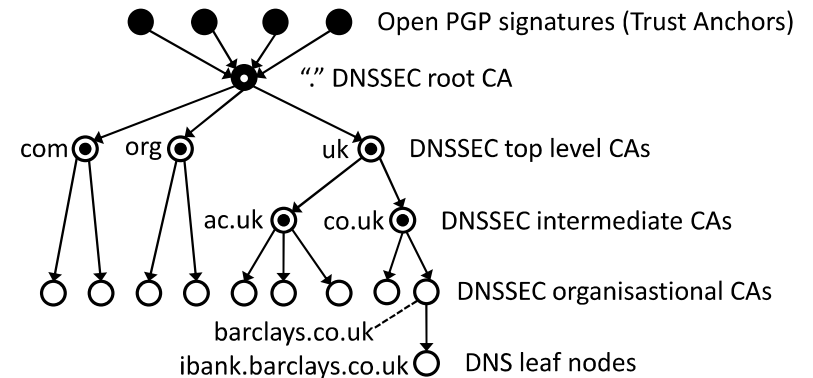 Open PGP signatures (Trust Anchors)
“.” DNSSEC root CA
com
org
uk
DNSSEC top level CAs
ac.uk
co.uk
DNSSEC intermediate CAs
DNSSEC organisastional CAs
barclays.co.uk
ibank.barclays.co.uk
DNS leaf nodes